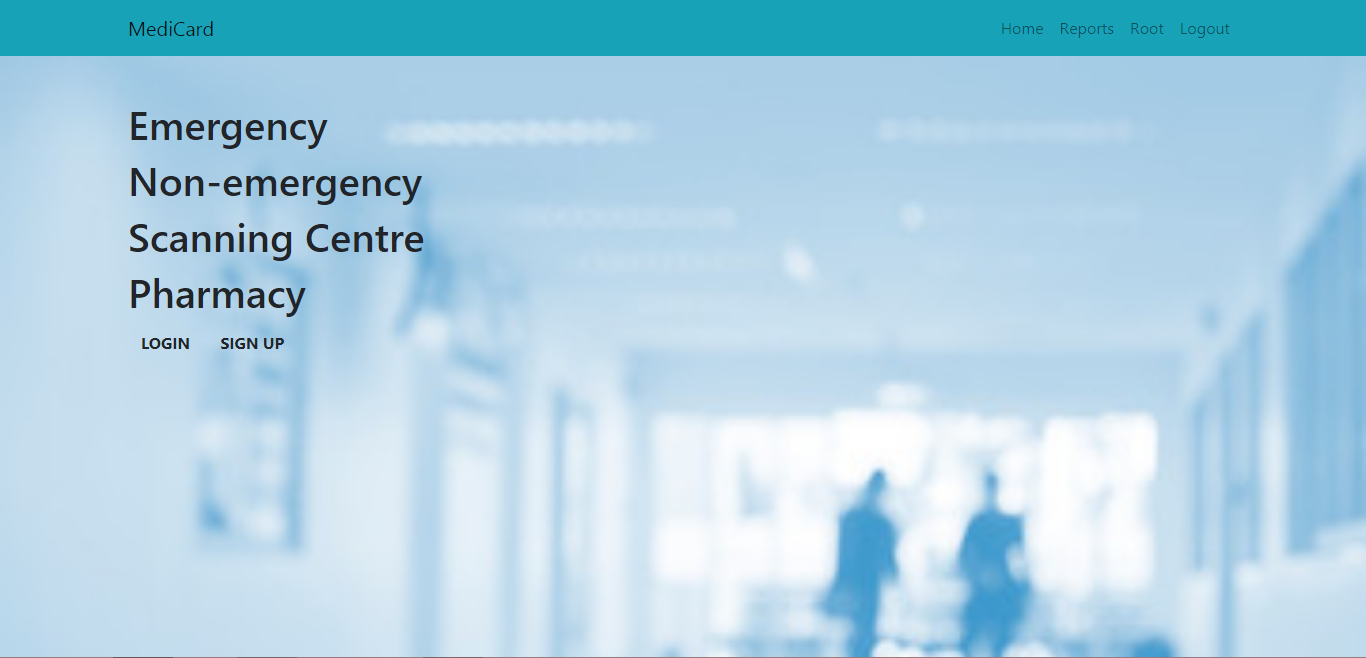 MediCard Home Reports Root Logout
Emergency
Non-emergency
Scanning Centre
Pharmacy
LOGIN SIGN UP